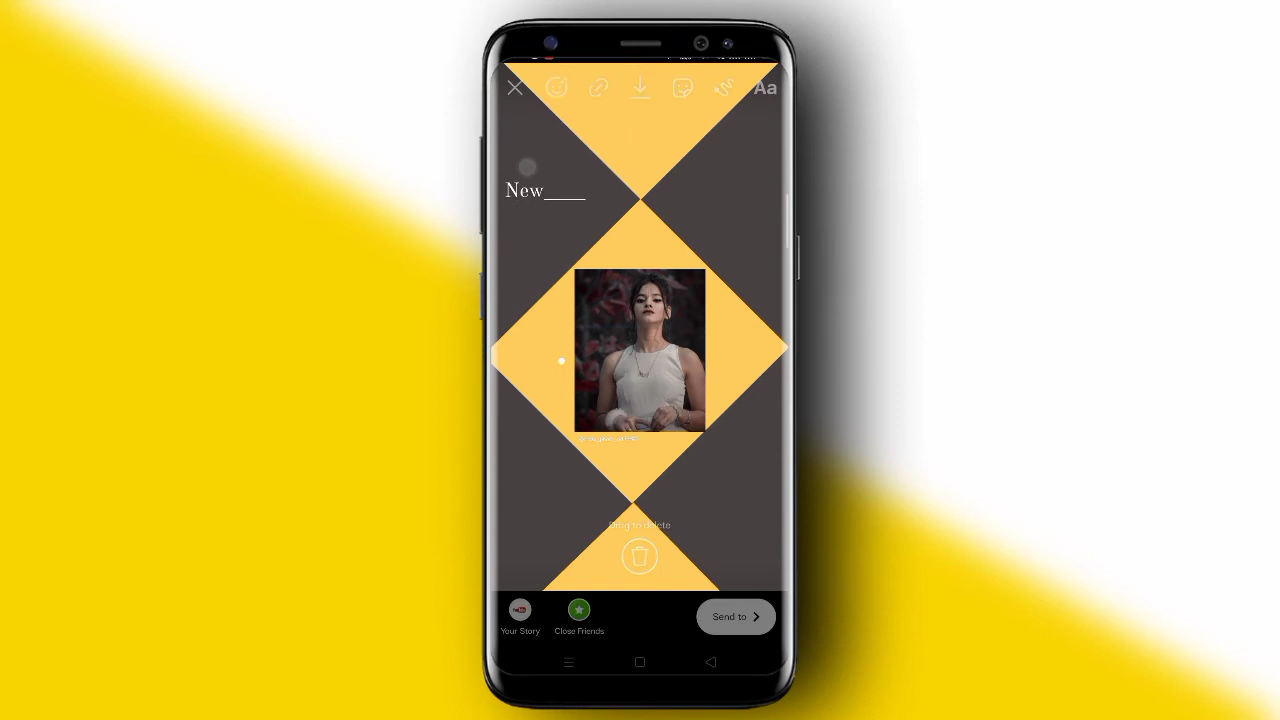 Aa
New____
Drag to delete
Your Story
Close Friends
Send to